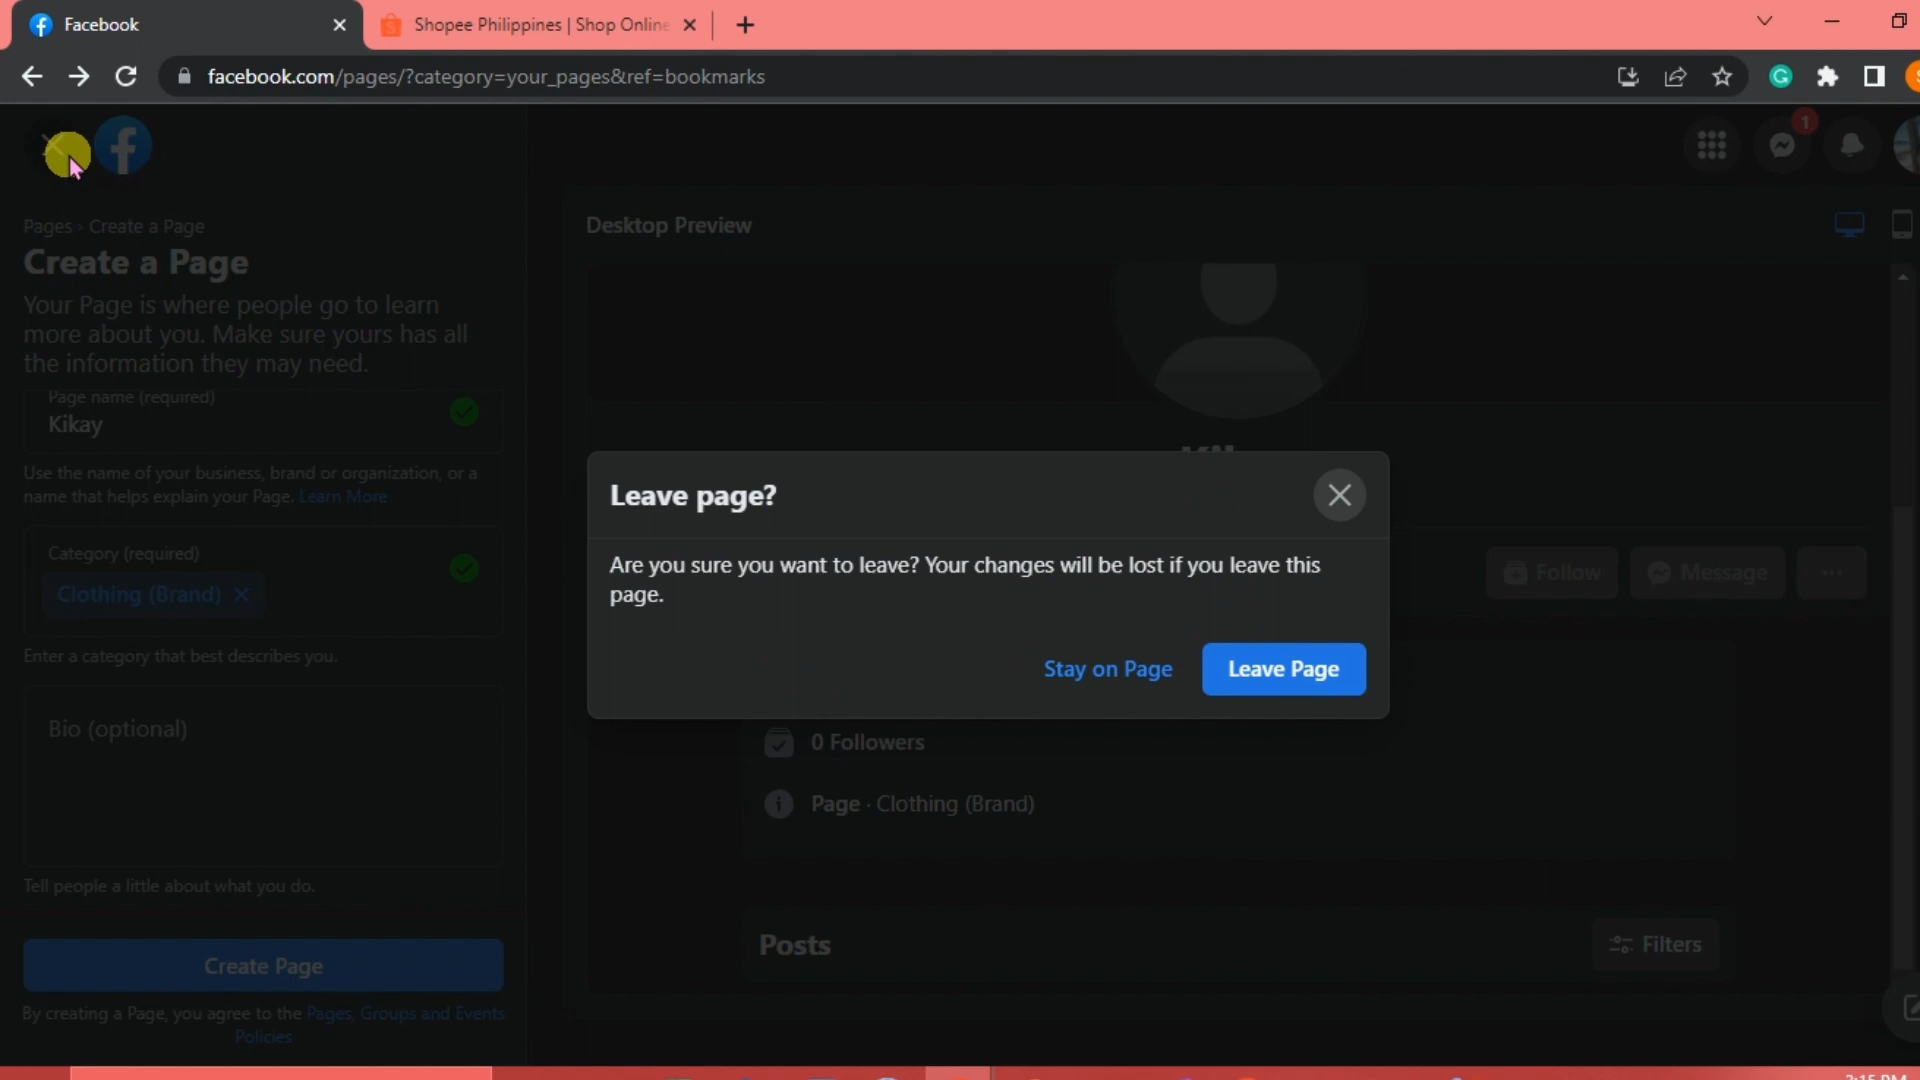 Facebook
Shopee Philippines | Shop Online
facebook.com/pages/?category=your_pages&ref=bookmarks
1
Pages › Create a Page
Create a Page
Your Page is where people go to learn
more about you. Make sure yours has all
the information they may need.
Page name (required)
Kikay
Use the name of your business, brand or organization, or a
name that helps explain your Page. Learn More
Category (required)
Clothing (Brand)
Enter a category that best describes you.
Bio (optional)
Tell people a little about what you do.
Create Page
By creating a Page, you agree to the Pages, Groups and Events
Policies
Desktop Preview
Leave page?
Are you sure you want to leave? Your changes will be lost if you leave this
page.
Stay on Page
Leave Page
Follow
Message
0 Followers
Page · Clothing (Brand)
Posts
Filters